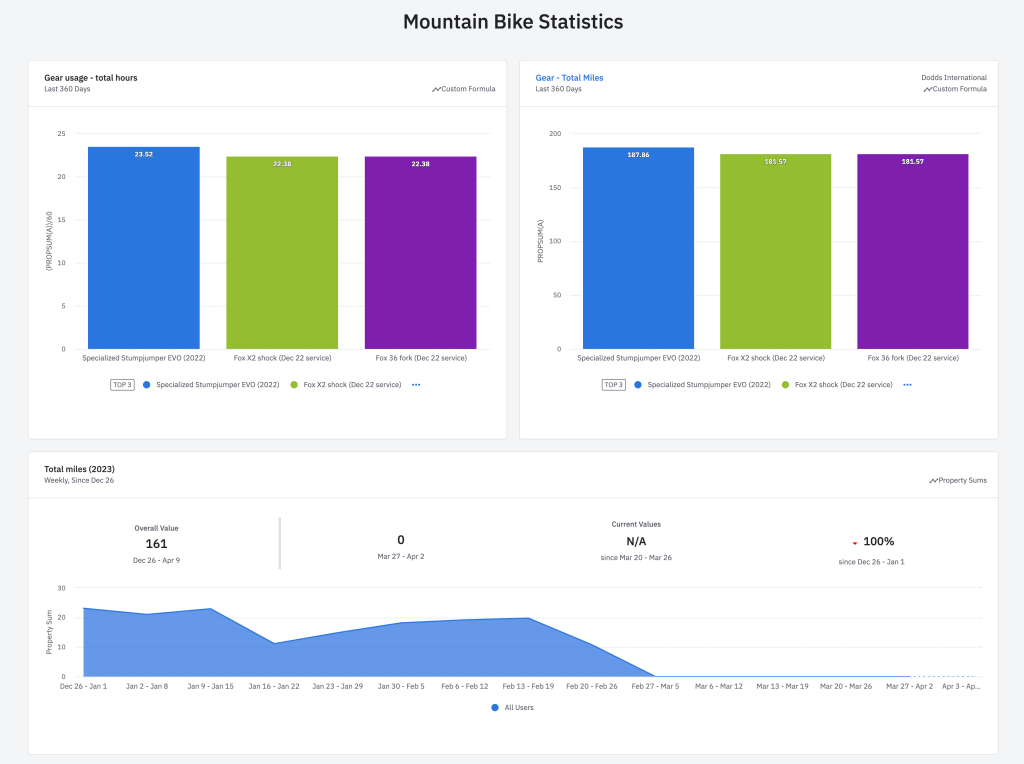 Mountain Bike Statistics
Gear usage - total hours
Last 360 Days
Custom Formula
25
20
15
10
5
0
(PROPSUM(A))/60
23.52
22.38
22.38
Specialized Stumpjumper EVO (2022)
Fox X2 shock (Dec 22 service)
Fox 36 fork (Dec 22 service)
TOP 3
Specialized Stumpjumper EVO (2022)
Fox X2 shock (Dec 22 service)
Gear - Total Miles
Dodds International
Last 360 Days
Custom Formula
200
150
100
50
0
PROPSUM(A)
187.86
181.57
181.57
Specialized Stumpjumper EVO (2022)
Fox X2 shock (Dec 22 service)
Fox 36 fork (Dec 22 service)
TOP 3
Specialized Stumpjumper EVO (2022)
Fox X2 shock (Dec 22 service)
Total miles (2023)
Weekly, Since Dec 26
Property Sums
Overall Value
161
Dec 26 - Apr 9
0
Mar 27 - Apr 2
Current Values
N/A
since Mar 20 - Mar 26
100%
since Dec 26 - Jan 1
30
20
10
0
Property Sum
Dec 26 - Jan 1
Jan 2 - Jan 8
Jan 9 - Jan 15
Jan 16 - Jan 22
Jan 23 - Jan 29
Jan 30 - Feb 5
Feb 6 - Feb 12
Feb 13 - Feb 19
Feb 20 - Feb 26
Feb 27 - Mar 5
Mar 6 - Mar 12
Mar 13 - Mar 19
Mar 20 - Mar 26
Mar 27 - Apr 2
Apr 3 - Ap...
All Users